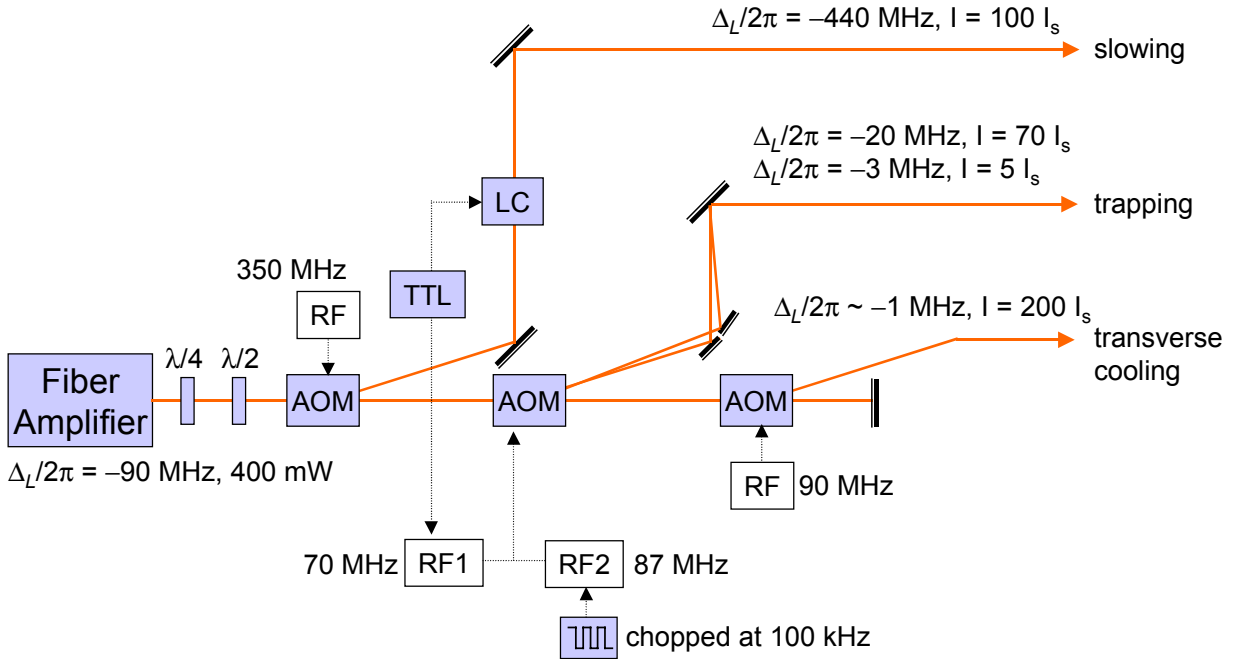 Δ_L/2π = −440 MHz, I = 100 I_s
slowing
Δ_L/2π = −20 MHz, I = 70 I_s
Δ_L/2π = −3 MHz, I = 5 I_s
LC
trapping
350 MHz
TTL
RF
Δ_L/2π ~ −1 MHz, I = 200 I_s
transverse
cooling
λ/4
λ/2
Fiber
Amplifier
AOM
AOM
AOM
Δ_L/2π = −90 MHz, 400 mW
RF
90 MHz
70 MHz
RF1
RF2
87 MHz
chopped at 100 kHz